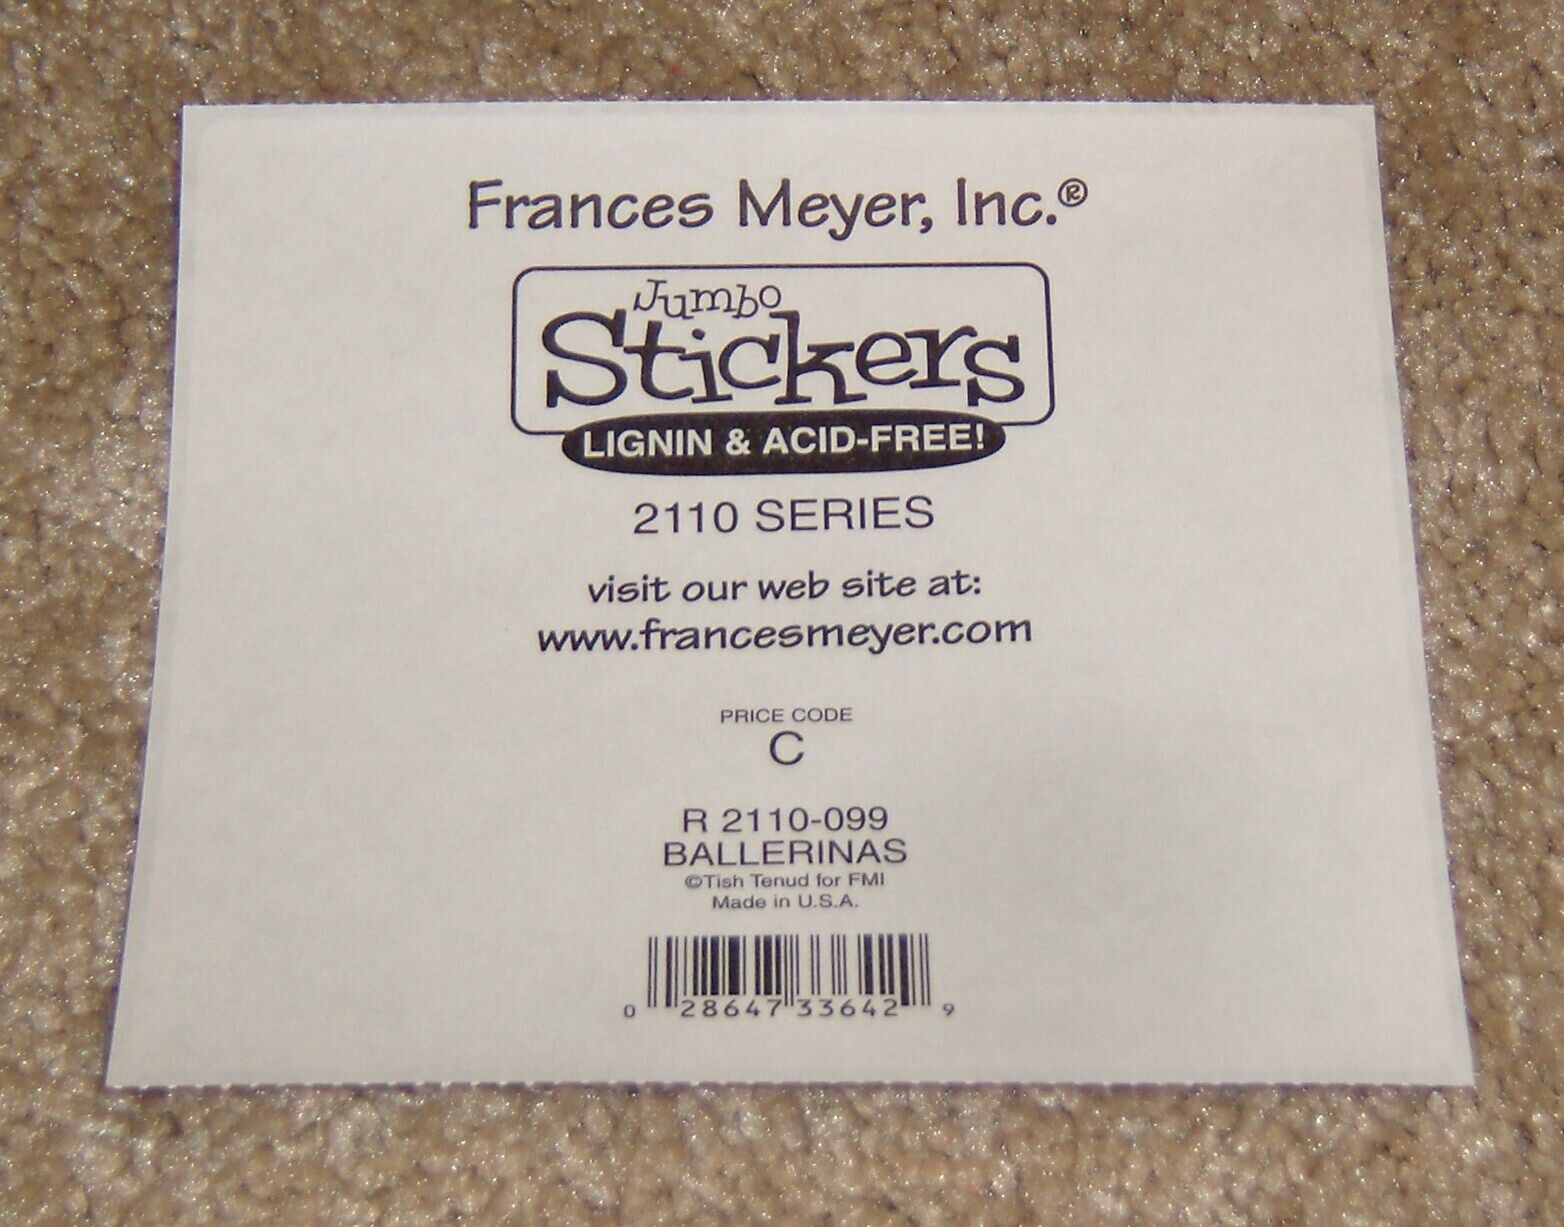 Frances Meyer, Inc.®
Jumbo
Stickers
LIGNIN & ACID-FREE!
2110 SERIES
visit our web site at:
www.francesmeyer.com
PRICE CODE
C
R 2110-099
BALLERINAS
©Tish Tenud for FMI
Made in U.S.A.
0 28647 33642 9